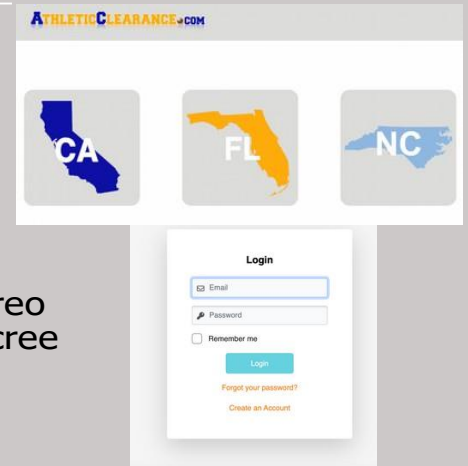 ATHLETICCLEARANCE.COM
CA
FL
NC
Login
Email
Password
Remember me
Login
Forgot your password?
Create an Account
reo
cree